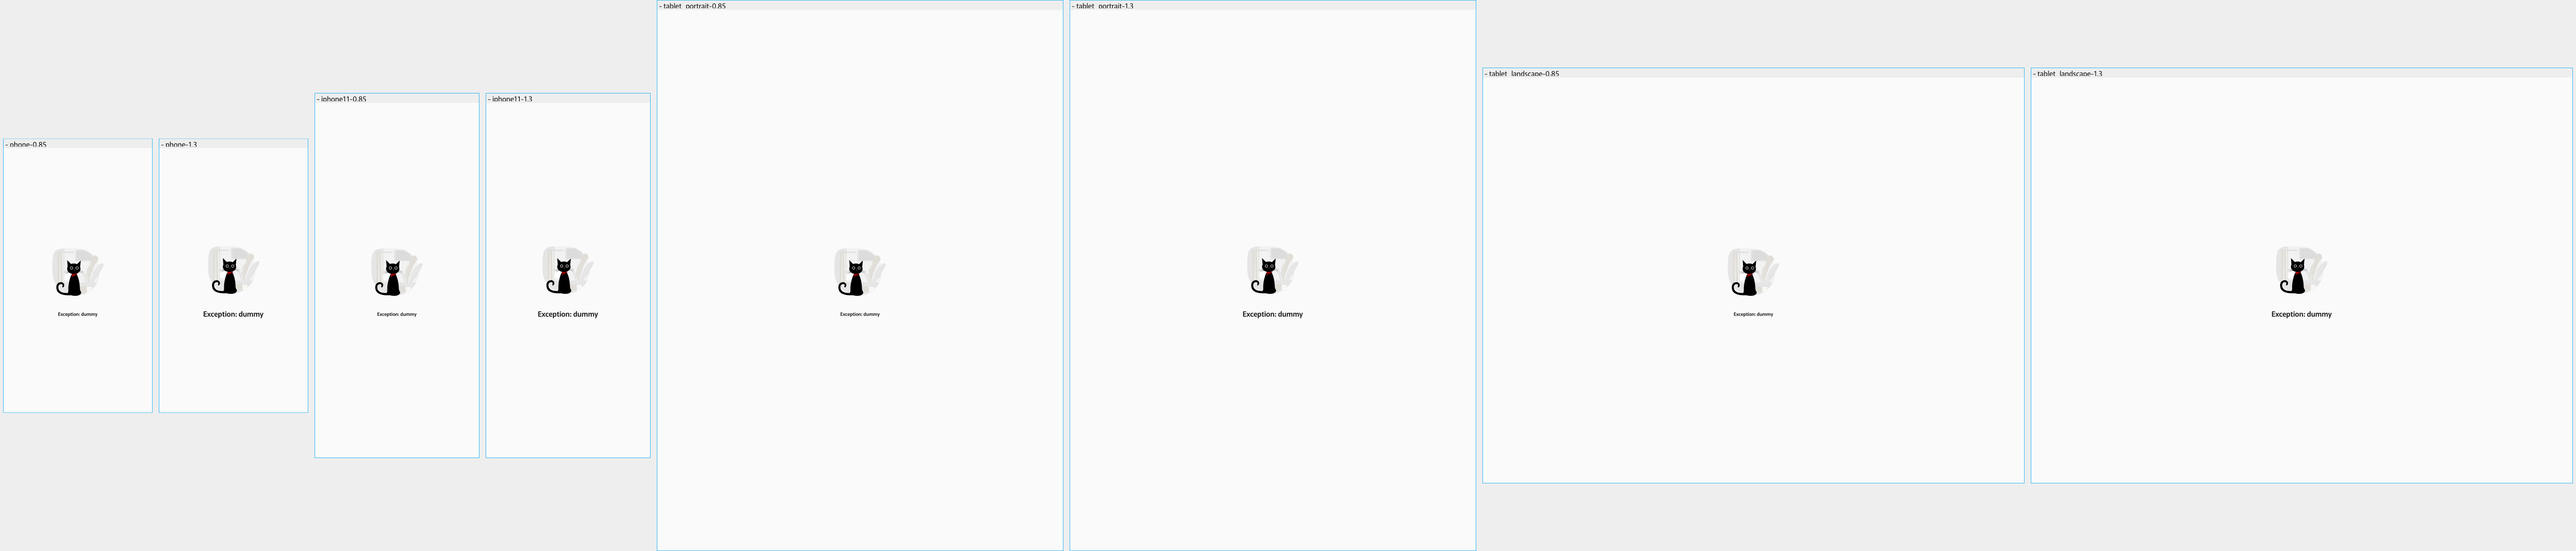 - tablet_portrait-0.85
- tablet_portrait-1.3
- tablet_landscape-0.85
- tablet_landscape-1.3
- iphone11-0.85
- iphone11-1.3
- phone-0.85
- phone-1.3
Exception: dummy
Exception: dummy
Exception: dummy
Exception: dummy
Exception: dummy
Exception: dummy
Exception: dummy
Exception: dummy